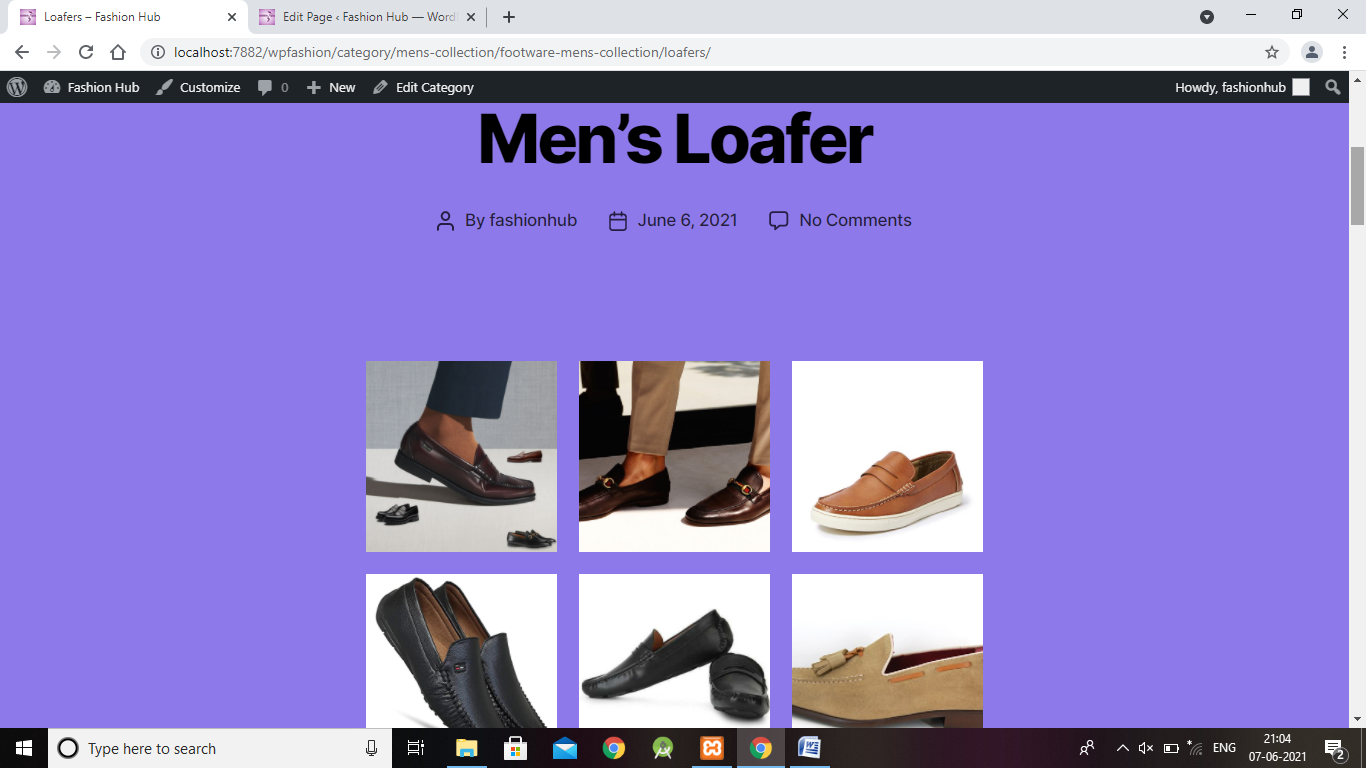 Loafers – Fashion Hub
Edit Page ‹ Fashion Hub — Word
localhost:7882/wpfashion/category/mens-collection/footware-mens-collection/loafers/
Fashion Hub
Customize
0
New
Edit Category
Howdy, fashionhub
Men’s Loafer
By fashionhub
June 6, 2021
No Comments
Type here to search
ENG
21:04
07-06-2021
2